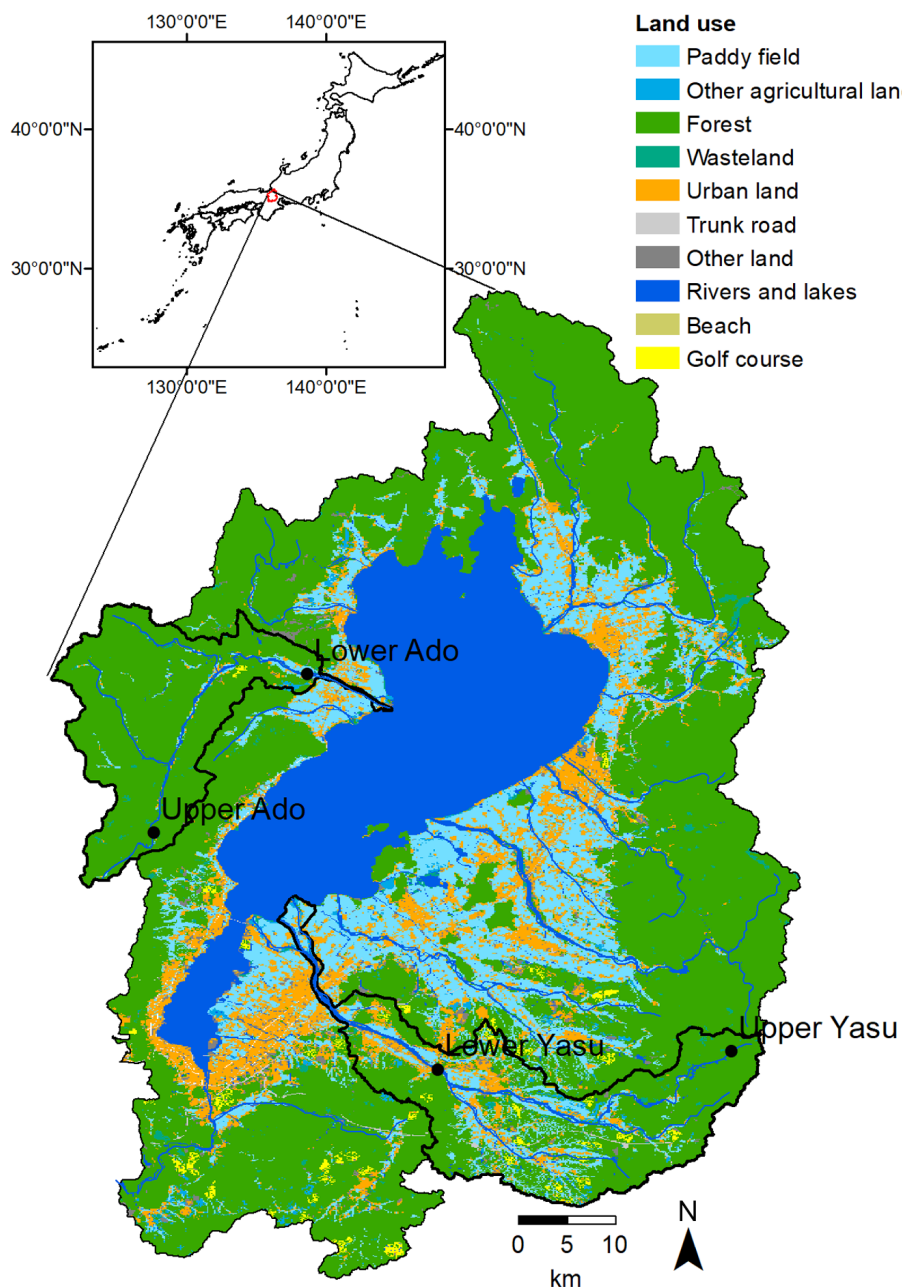 130°0'0"E 140°0'0"E
40°0'0"N 40°0'0"N
30°0'0"N 30°0'0"N
130°0'0"E 140°0'0"E
Land use
Paddy field
Other agricultural lan
Forest
Wasteland
Urban land
Trunk road
Other land
Rivers and lakes
Beach
Golf course
Lower Ado
Upper Ado
Upper Yasu
Lower Yasu
N
0 5 10
km